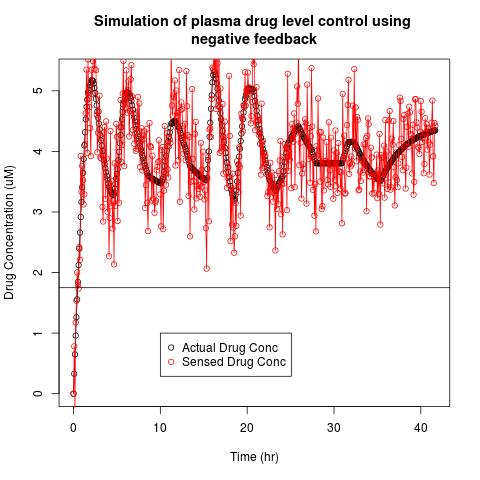 Simulation of plasma drug level control using
negative feedback
Drug Concentration (uM)
5
4
3
2
1
0
Actual Drug Conc
Sensed Drug Conc
0 10 20 30 40
Time (hr)